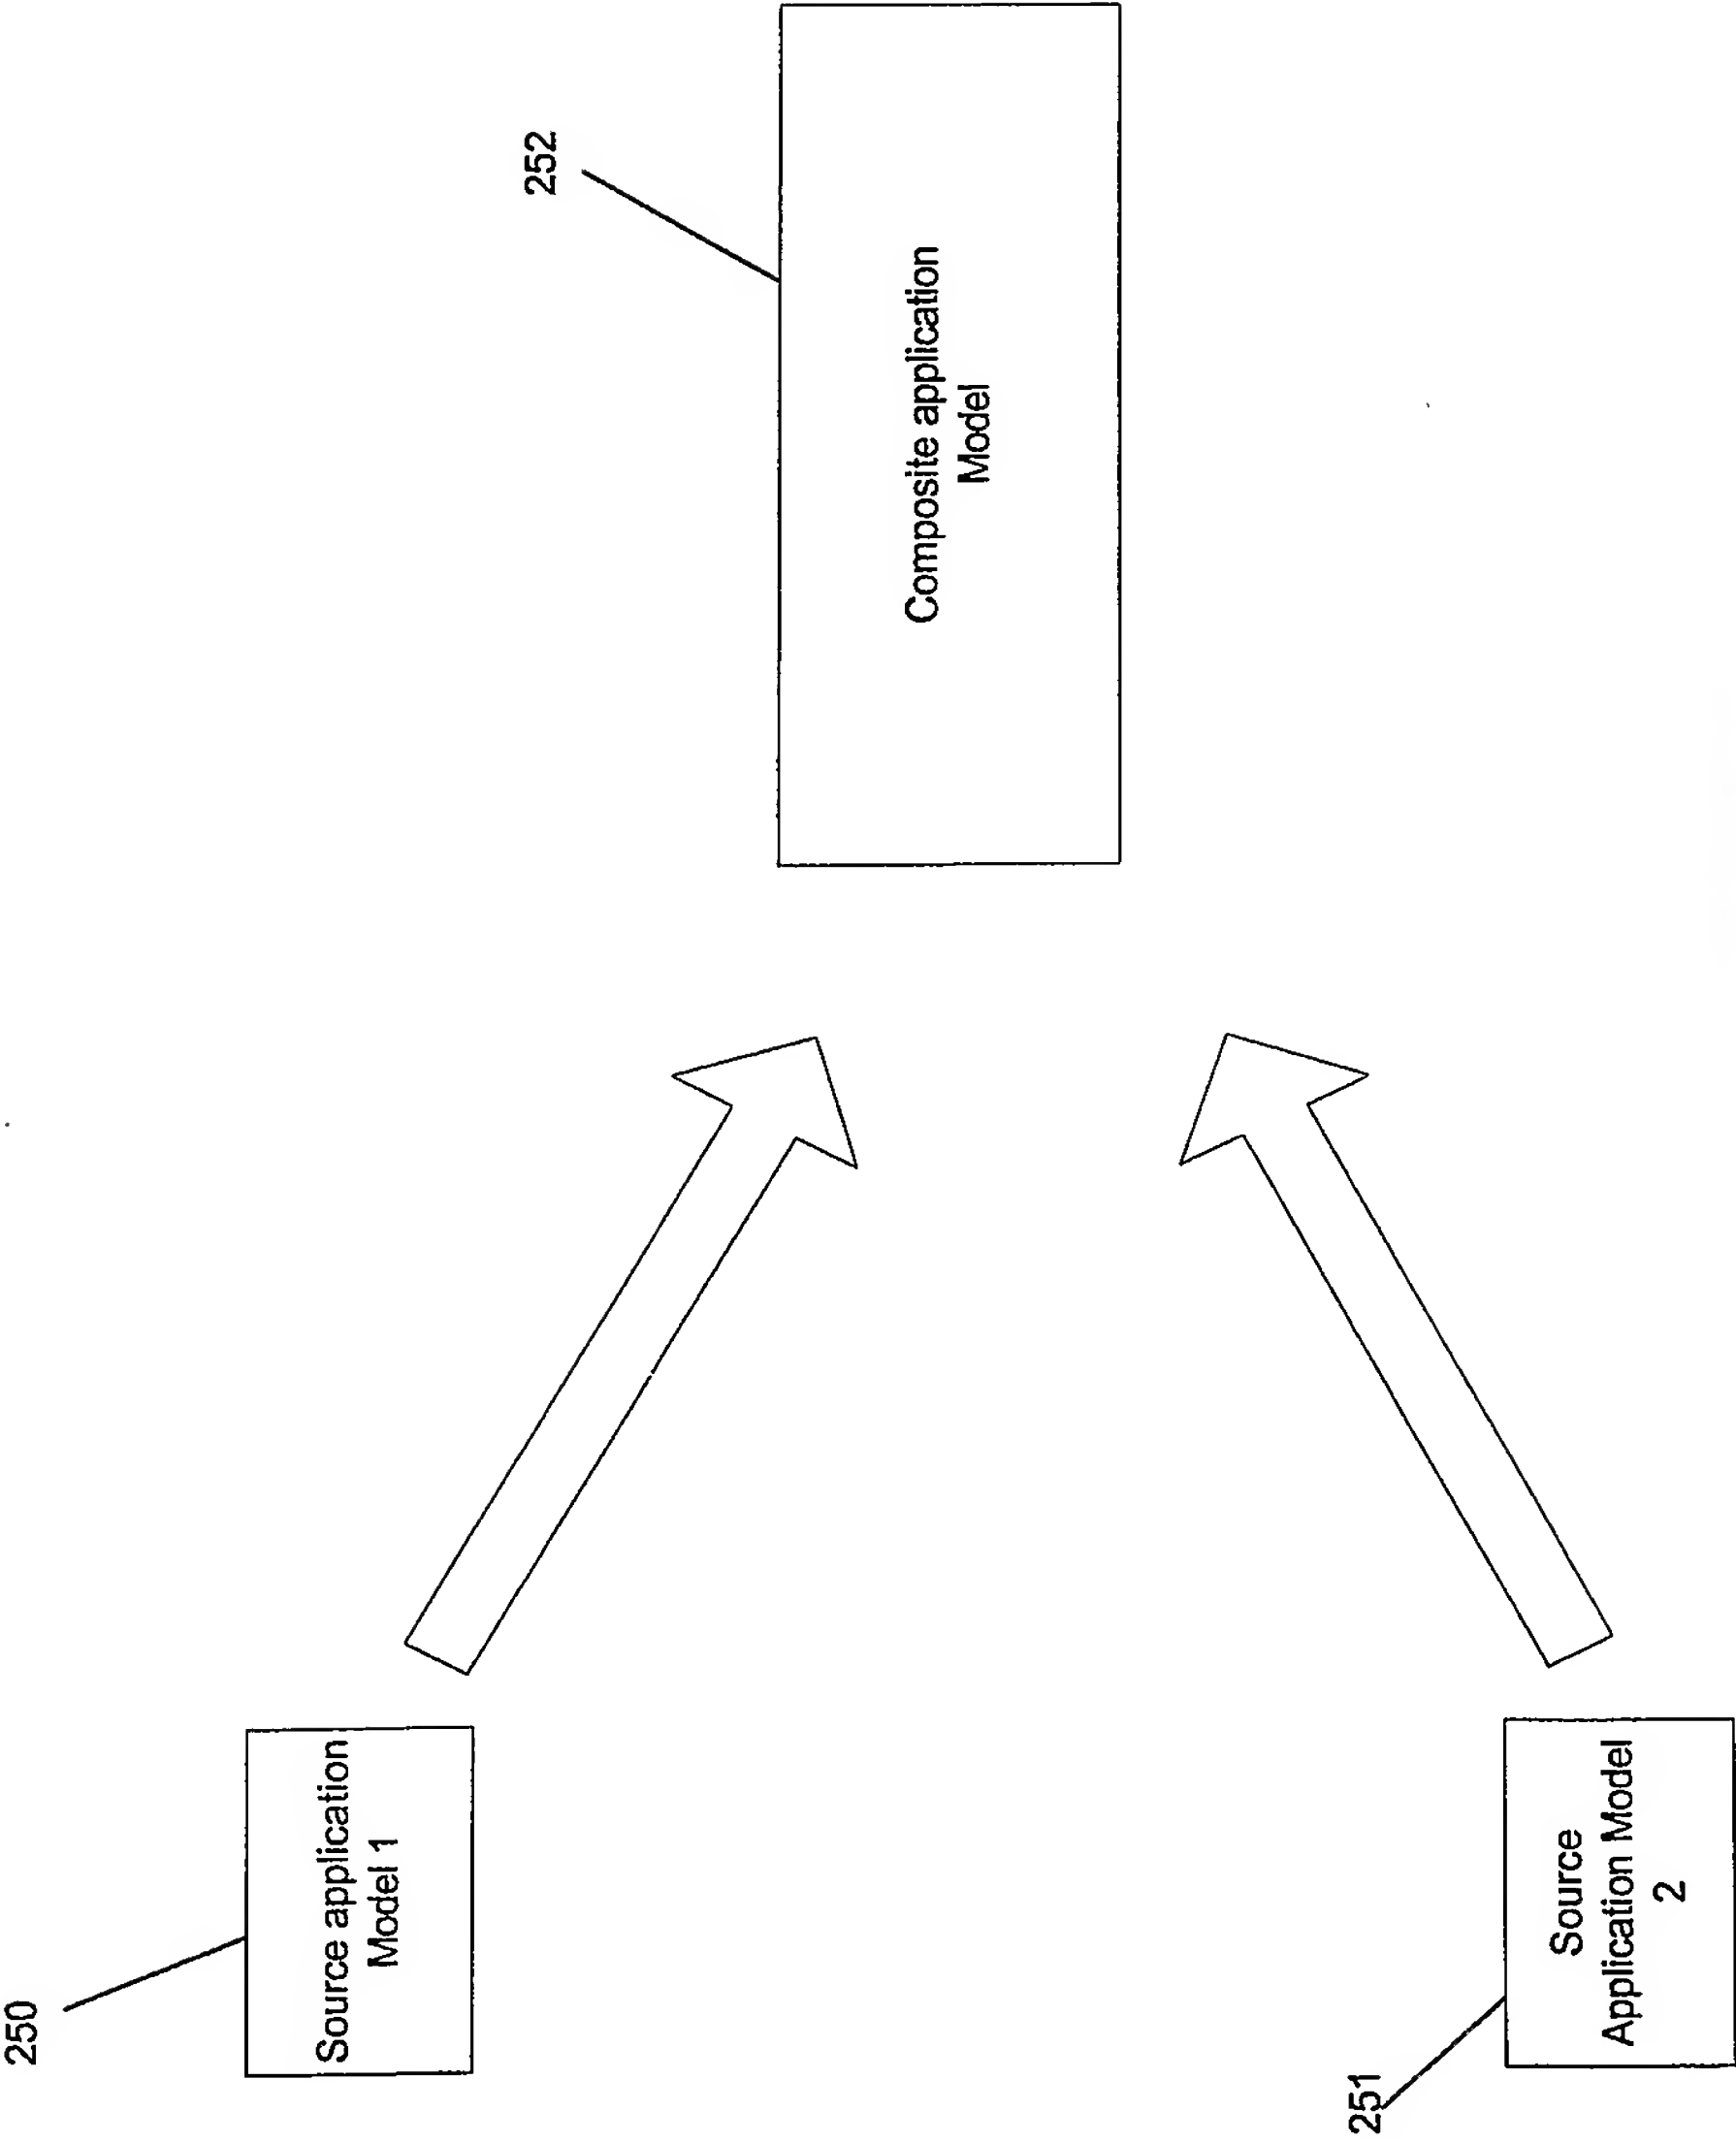 250
Source application
Model 1
252
Composite application
Model
251
Source
Application Model
2